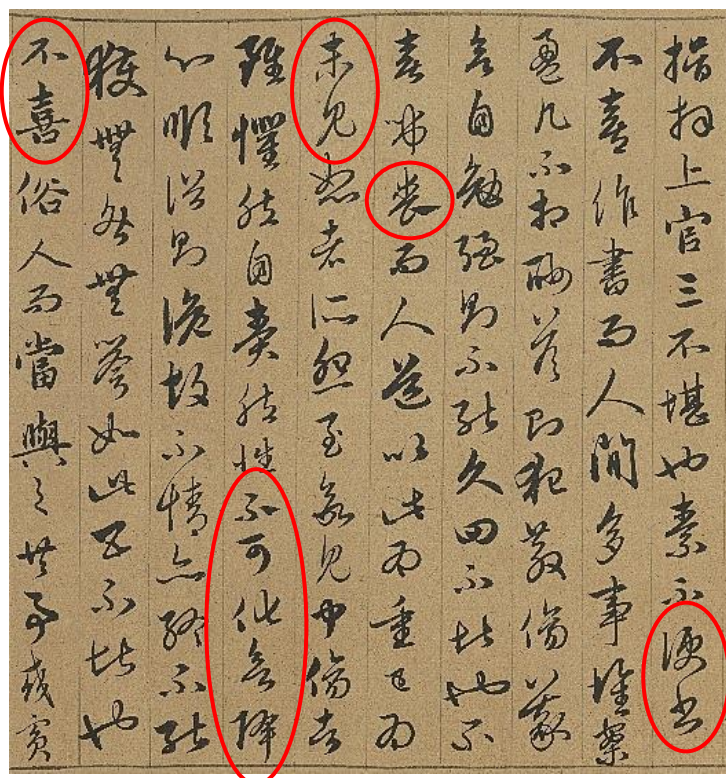 揖拜上官三不堪也素不便書
不喜作書而人間多事堆案
盈几不相酬答則犯教傷義
欲自勉強則不能久四不堪也不
喜弔喪而人道以此為重已為
未見恕者所怨至欲見中傷者
雖懼然自責然性不可化欲降
心順俗則詭故不情亦終不能
獲無咎無譽如此五不堪也
不喜俗人而當與之共事或賓